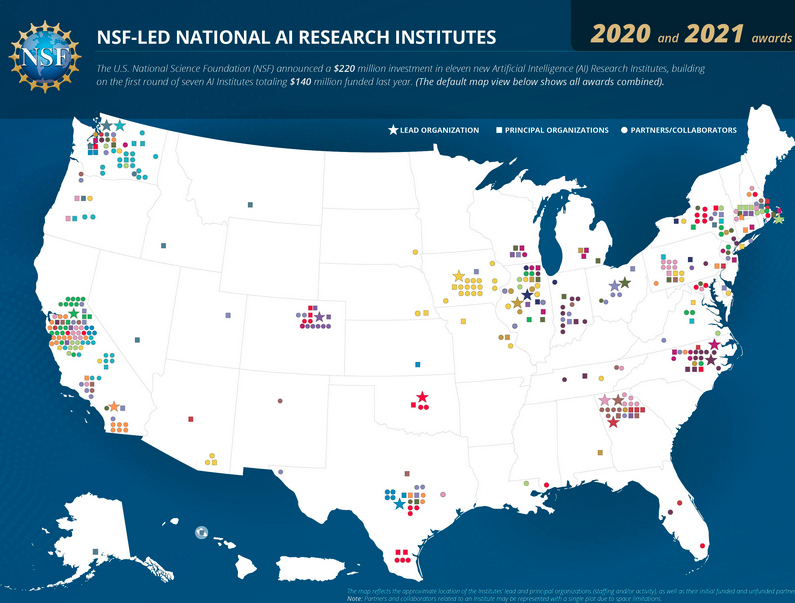 NSF
NSF-LED NATIONAL AI RESEARCH INSTITUTES
2020 and 2021 awards
The U.S. National Science Foundation (NSF) announced a $220 million investment in eleven new Artificial Intelligence (AI) Research Institutes, building
on the first round of seven AI Institutes totaling $140 million funded last year. (The default map view below shows all awards combined).
LEAD ORGANIZATION
PRINCIPAL ORGANIZATIONS
PARTNERS/COLLABORATORS
The map reflects the approximate location of the Institutes' lead and principal organizations (staffing and/or activity), as well as their initial funded and unfunded
Note: Partners and collaborators related to an Institute may be represented with a single plot due to space limitations.